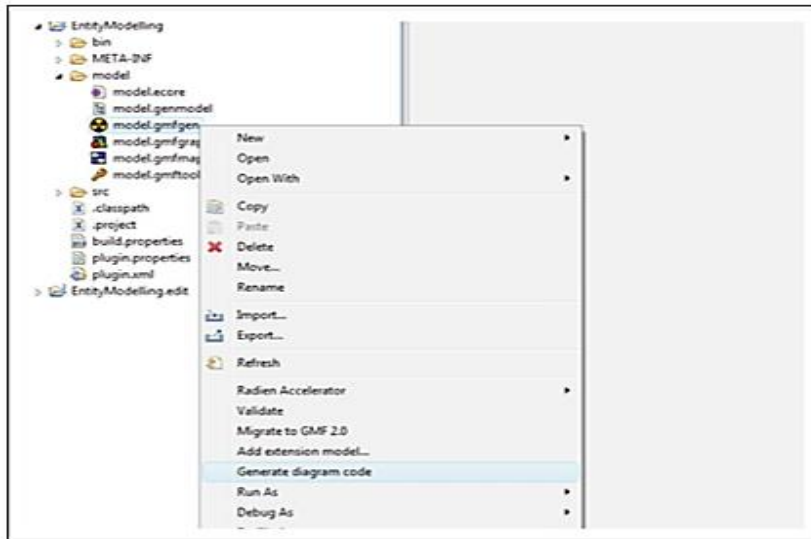 EntityModelling
bin
META-INF
model
model.ecore
model.genmodel
model.gmfgen
model.gmfgrap
model.gmfmap
model.gmftool
src
.classpath
.project
build.properties
plugin.properties
plugin.xml
EntityModelling.edit
New
Open
Open With
Copy
Paste
Delete
Move...
Rename
Import...
Export...
Refresh
Radien Accelerator
Validate
Migrate to GMF 2.0
Add extension model...
Generate diagram code
Run As
Debug As